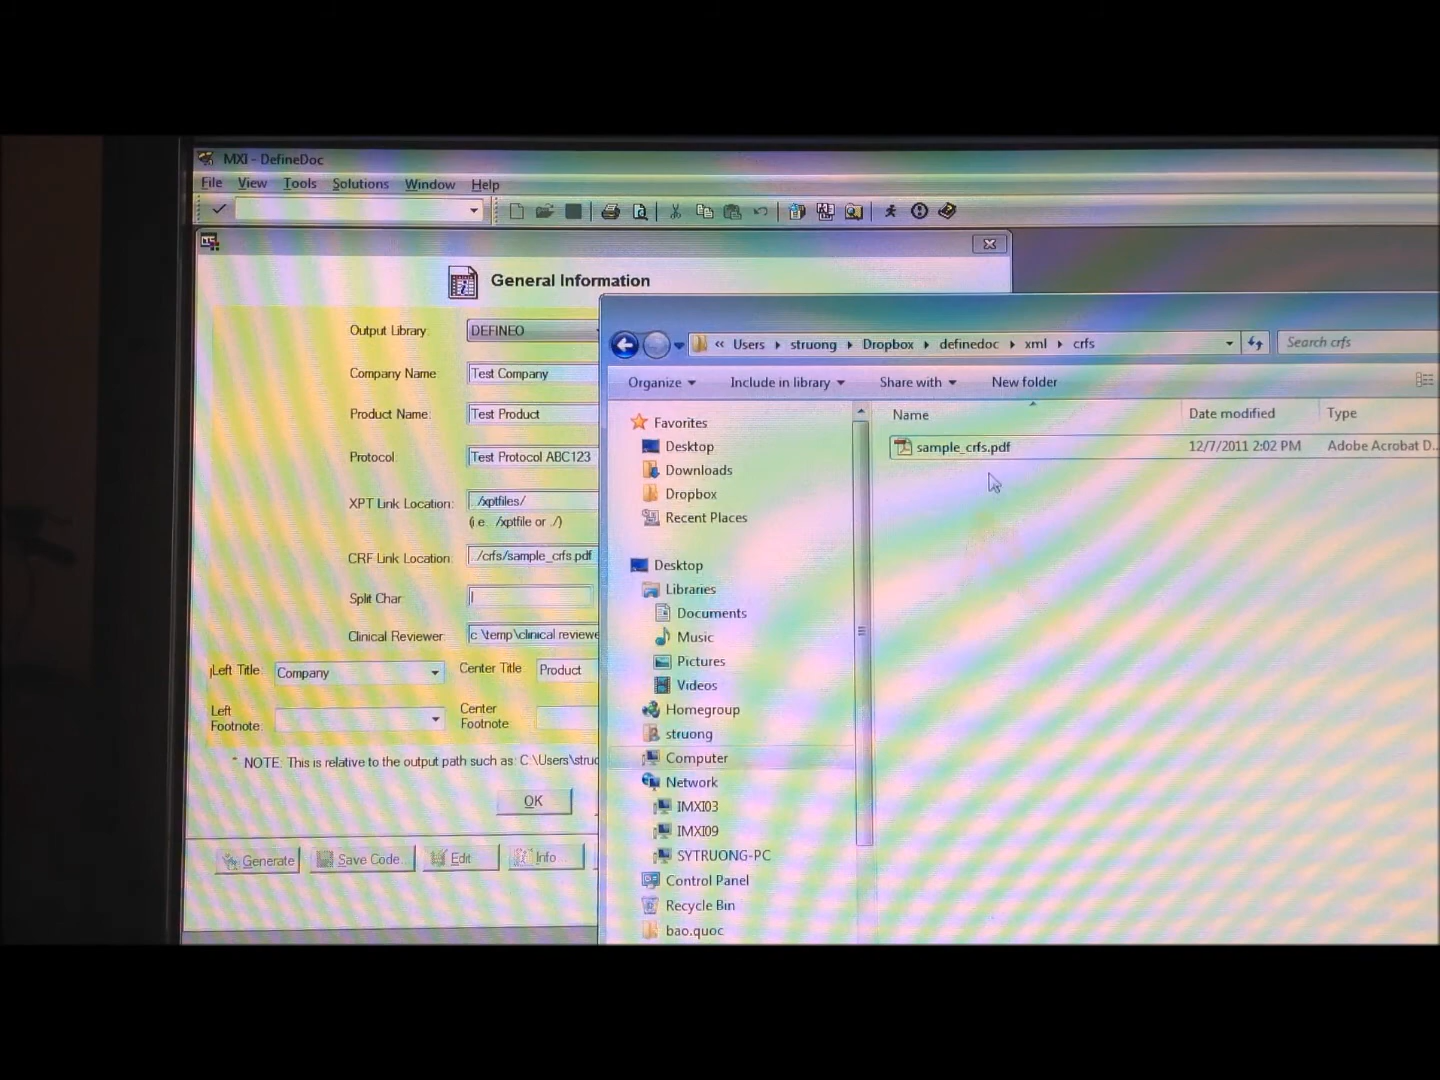 MXI - DefineDoc
File View Tools Solutions Window Help
General Information
Output Library: DEFINEO
Company Name Test Company
Product Name: Test Product
Protocol: Test Protocol ABC123
XPT Link Location: ./xptfiles/
(i.e. ./xptfile or ./)
CRF Link Location: ./crfs/sample_crfs.pdf
Split Char: |
Clinical Reviewer: c:\temp\clinical reviewe
Left Title: Company Center Title Product
Left Footnote: Center Footnote
* NOTE: This is relative to the output path such as: C:\Users\struc
OK
Generate Save Code... Edit Info...
« Users struong Dropbox definedoc xml crfs
Search crfs
Organize Include in library Share with New folder
Name Date modified Type
sample_crfs.pdf 12/7/2011 2:02 PM Adobe Acrobat D...
Favorites
Desktop
Downloads
Dropbox
Recent Places
Desktop
Libraries
Documents
Music
Pictures
Videos
Homegroup
struong
Computer
Network
IMXI03
IMXI09
SYTRUONG-PC
Control Panel
Recycle Bin
bao.quoc